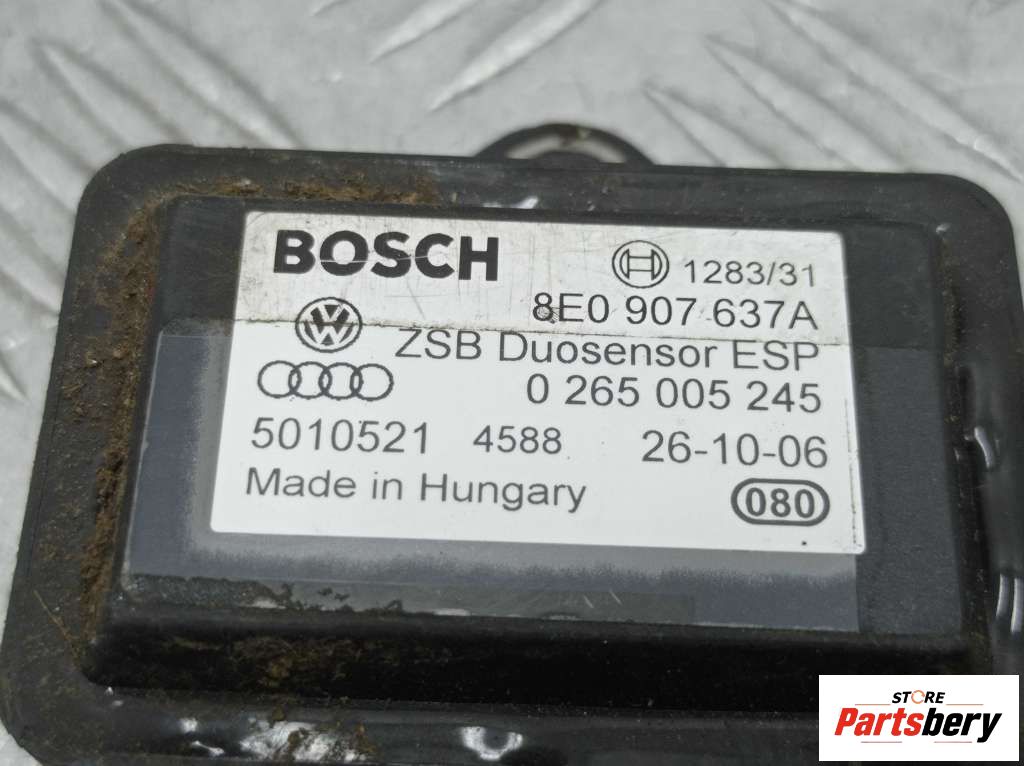 BOSCH
1283/31
8E0 907 637A
ZSB Duosensor ESP
0 265 005 245
5010521 4588 26-10-06
Made in Hungary
080
STORE
Partsbery